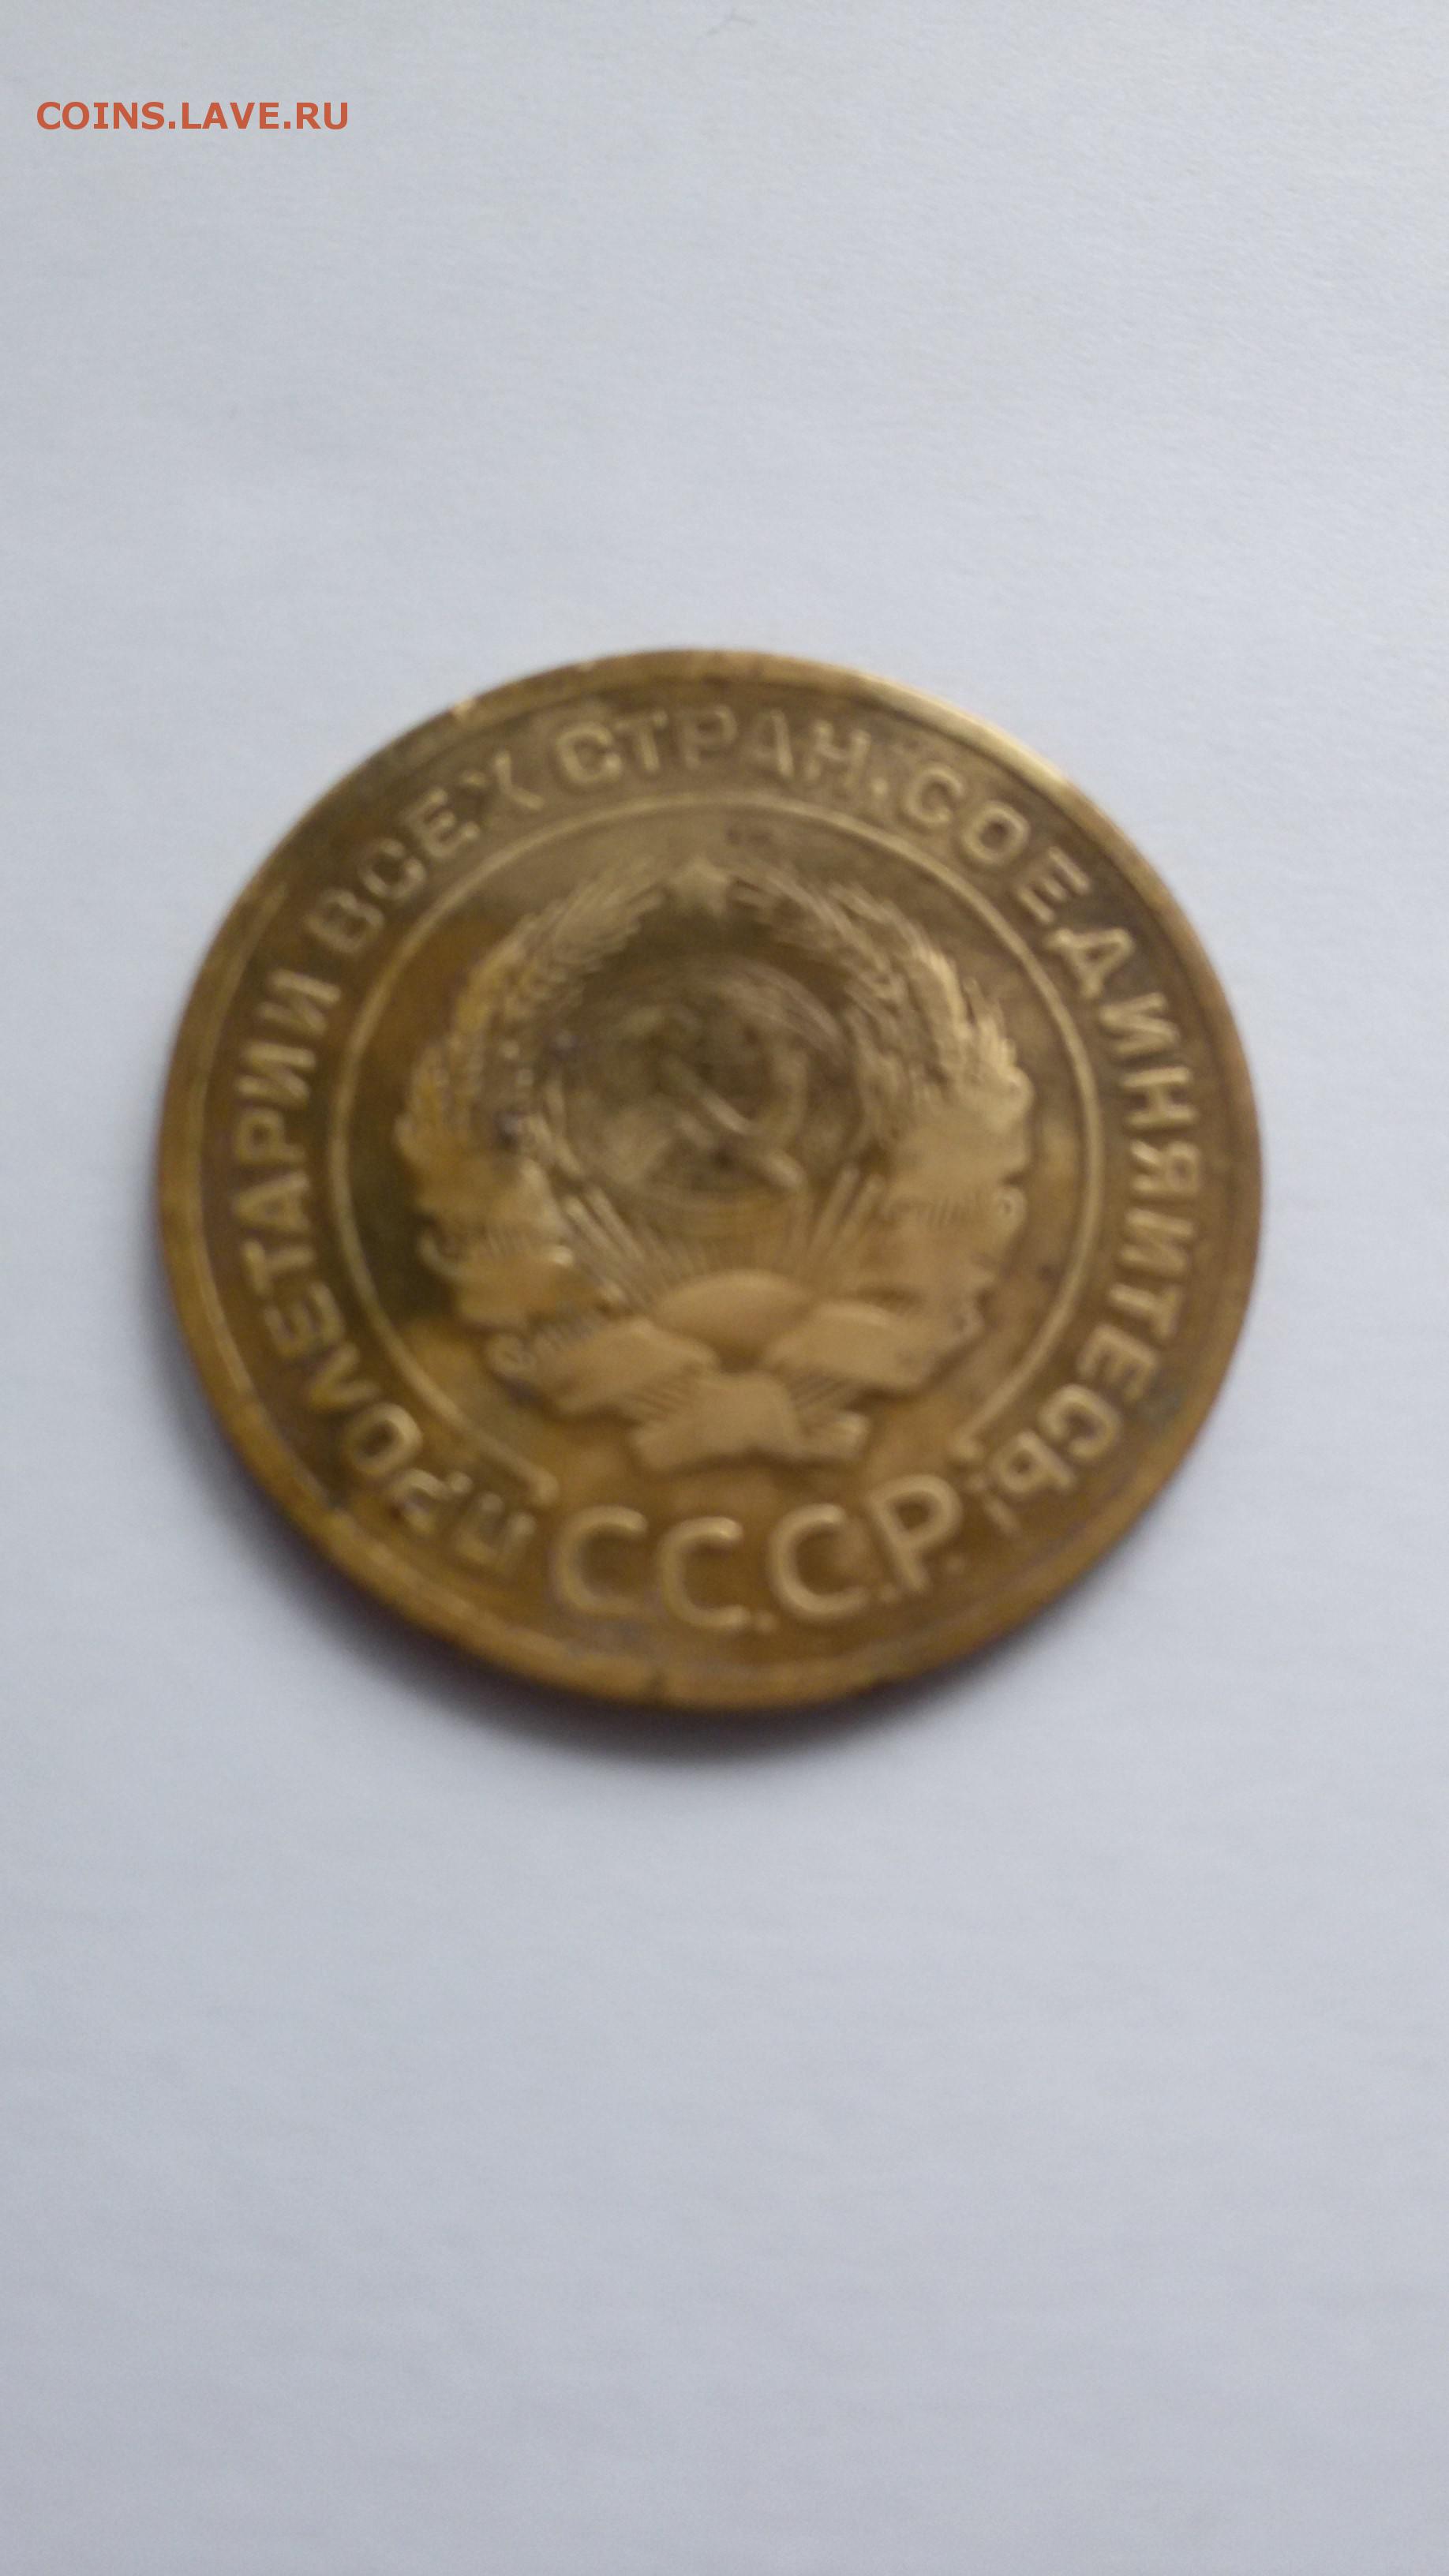 COINS.LAVE.RU
ПРОЛЕТАРИИ ВСЕХ СТРАН, СОЕДИНЯЙТЕСЬ!
С.С.С.Р.